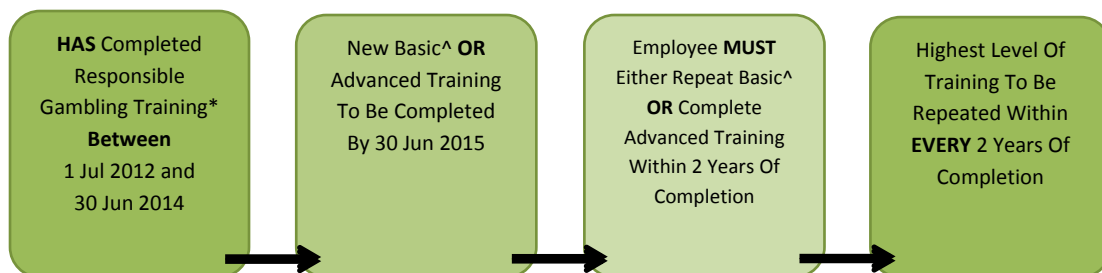 HAS Completed
Responsible
Gambling Training*
Between
1 Jul 2012 and
30 Jun 2014
New Basic^ OR
Advanced Training
To Be Completed
By 30 Jun 2015
Employee MUST
Either Repeat Basic^
OR Complete
Advanced Training
Within 2 Years Of
Completion
Highest Level Of
Training To Be
Repeated Within
EVERY 2 Years Of
Completion